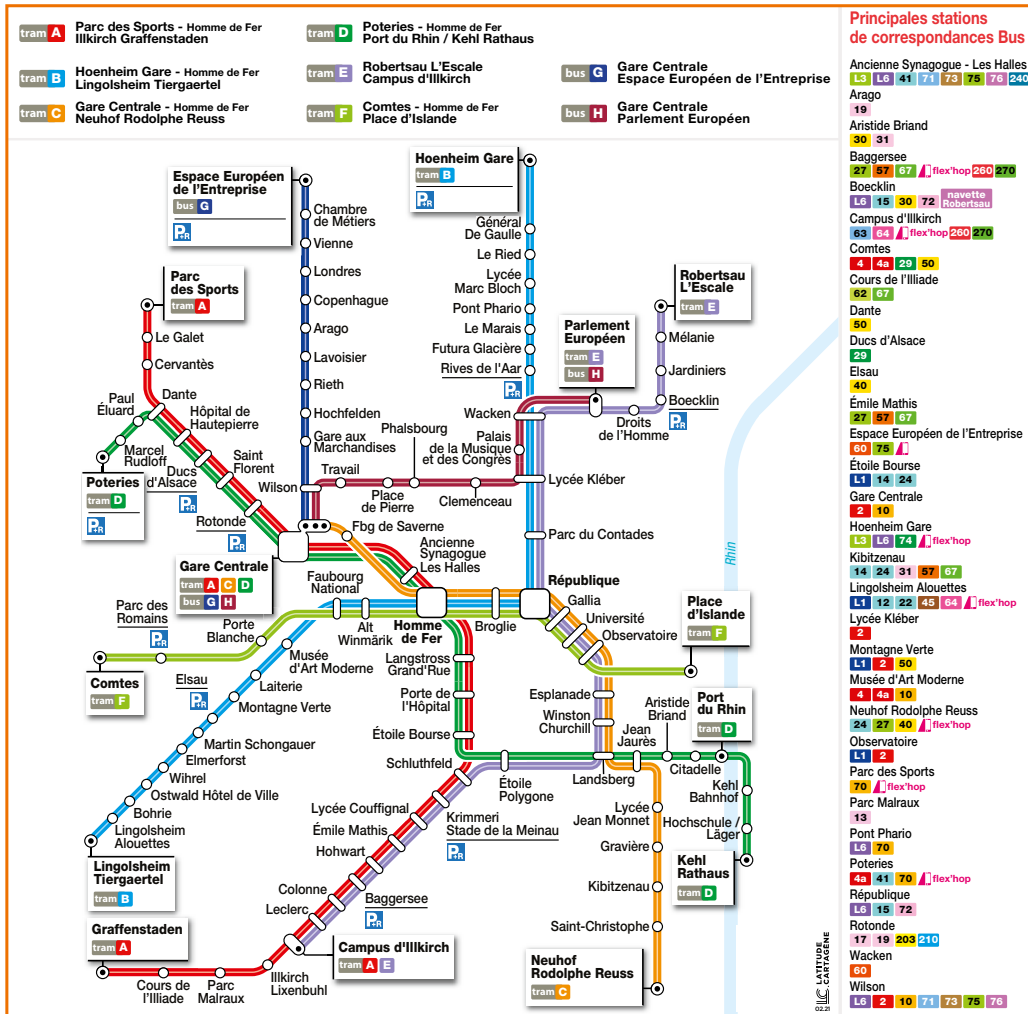 tram A Parc des Sports - Homme de Fer
Illkirch Graffenstaden
tram B Hoenheim Gare - Homme de Fer
Lingolsheim Tiergaertel
tram C Gare Centrale - Homme de Fer
Neuhof Rodolphe Reuss
tram D Poteries - Homme de Fer
Port du Rhin / Kehl Rathaus
tram E Robertsau L'Escale
Campus d'Illkirch
tram F Comtes - Homme de Fer
Place d'Islande
bus G Gare Centrale
Espace Européen de l'Entreprise
bus H Gare Centrale
Parlement Européen
Espace Européen
de l'Entreprise
bus G
P+R
Chambre
de Métiers
Vienne
Londres
Copenhague
Arago
Lavoisier
Rieth
Hochfelden
Gare aux
Marchandises
Wilson
Hoenheim Gare
tram B
P+R
Général
De Gaulle
Le Ried
Lycée
Marc Bloch
Pont Phario
Le Marais
Futura Glacière
Rives de l'Aar
P+R
Wacken
Palais
de la Musique
et des Congrès
Lycée Kléber
Parc du Contades
Parlement
Européen
tram E
bus H
Robertsau
L'Escale
tram E
Mélanie
Jardiniers
Boecklin
P+R
Droits
de l'Homme
Travail
Place
de Pierre
Phalsbourg
Clemenceau
Parc
des Sports
tram A
Le Galet
Cervantès
Dante
Paul
Éluard
Marcel
Rudloff
Poteries
tram D
P+R
Hôpital de
Hautepierre
Ducs
d'Alsace
P+R
Saint
Florent
Rotonde
P+R
Gare Centrale
tram A C D
bus G H
Fbg de Saverne
Ancienne
Synagogue
Les Halles
Faubourg
National
Alt
Winmärik
Homme
de Fer
Broglie
République
Gallia
Université
Observatoire
Place
d'Islande
tram F
Parc des
Romains
P+R
Porte
Blanche
Comtes
tram F
Musée
d'Art Moderne
Laiterie
Montagne Verte
Elsau
P+R
Martin Schongauer
Elmerforst
Wihrel
Ostwald Hôtel de Ville
Bohrie
Lingolsheim
Alouettes
Lingolsheim
Tiergaertel
tram B
Langstross
Grand'Rue
Porte de
l'Hôpital
Étoile Bourse
Schluthfeld
Étoile
Polygone
Krimmeri
Stade de la Meinau
P+R
Lycée Couffignal
Émile Mathis
Hohwart
Baggersee
P+R
Colonne
Leclerc
Campus d'Illkirch
tram A E
Illkirch
Lixenbuhl
Parc
Malraux
Cours de
l'Illiade
Graffenstaden
tram A
Esplanade
Winston
Churchill
Landsberg
Jean
Jaurès
Aristide
Briand
Citadelle
Port
du Rhin
tram D
Kehl
Bahnhof
Hochschule /
Läger
Kehl
Rathaus
tram D
Lycée
Jean Monnet
Gravière
Kibitzenau
Saint-Christophe
Neuhof
Rodolphe Reuss
tram C
Rhin
LATITUDE
CARTAGÈNE
Principales stations
de correspondances Bus
Ancienne Synagogue - Les Halles
L3 L6 41 71 73 75 76 240
Arago
19
Aristide Briand
30 31
Baggersee
27 57 67 flex'hop 260 270
Boecklin
L6 15 30 72 navette
Robertsau
Campus d'Illkirch
63 64 flex'hop 260 270
Comtes
4 4a 29 50
Cours de l'Illiade
62 67
Dante
50
Ducs d'Alsace
29
Elsau
40
Émile Mathis
27 57 67
Espace Européen de l'Entreprise
60 75
Étoile Bourse
L1 14 24
Gare Centrale
2 10
Hoenheim Gare
L3 L6 74 flex'hop
Kibitzenau
14 24 31 57 67
Lingolsheim Alouettes
L1 12 22 45 64 flex'hop
Lycée Kléber
2
Montagne Verte
L1 2 50
Musée d'Art Moderne
4 4a 10
Neuhof Rodolphe Reuss
24 27 40 flex'hop
Observatoire
L1 2
Parc des Sports
70 flex'hop
Parc Malraux
13
Pont Phario
L6 70
Poteries
4a 41 70 flex'hop
République
L6 15 72
Rotonde
17 19 203 210
Wacken
60
Wilson
L6 2 10 71 73 75 76